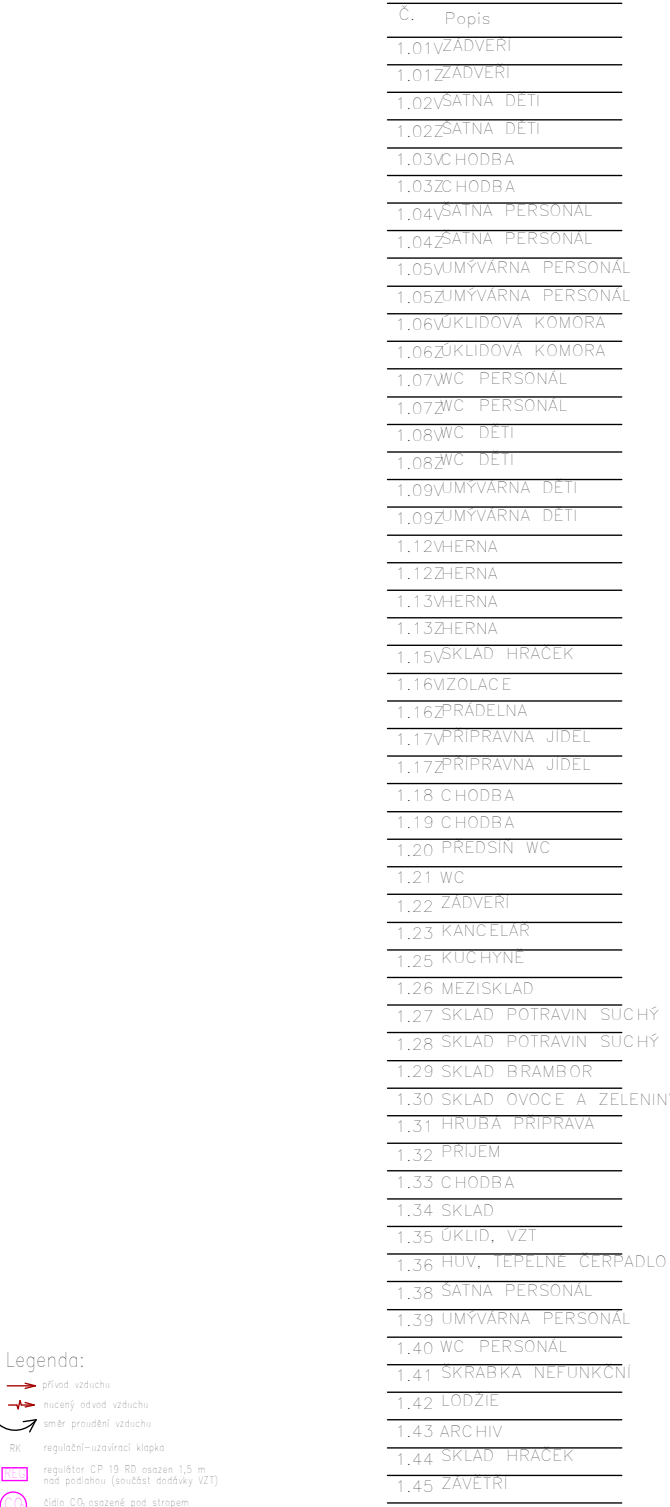 Č. Popis
1.01V ZÁDVEŘÍ
1.01Z ZÁDVEŘÍ
1.02V ŠATNA DĚTI
1.02Z ŠATNA DĚTI
1.03V CHODBA
1.03Z CHODBA
1.04V ŠATNA PERSONÁL
1.04Z ŠATNA PERSONÁL
1.05V UMÝVÁRNA PERSONÁL
1.05Z UMÝVÁRNA PERSONÁL
1.06V ÚKLIDOVÁ KOMORA
1.06Z ÚKLIDOVÁ KOMORA
1.07V WC PERSONÁL
1.07Z WC PERSONÁL
1.08V WC DĚTI
1.08Z WC DĚTI
1.09V UMÝVÁRNA DĚTI
1.09Z UMÝVÁRNA DĚTI
1.12V HERNA
1.12Z HERNA
1.13V HERNA
1.13Z HERNA
1.15V SKLAD HRAČEK
1.16V IZOLACE
1.16Z PRÁDELNA
1.17V PŘÍPRAVNA JÍDEL
1.17Z PŘÍPRAVNA JÍDEL
1.18 CHODBA
1.19 CHODBA
1.20 PŘEDSÍŇ WC
1.21 WC
1.22 ZÁDVEŘÍ
1.23 KANCELÁŘ
1.25 KUCHYNĚ
1.26 MEZISKLAD
1.27 SKLAD POTRAVIN SUCHÝ
1.28 SKLAD POTRAVIN SUCHÝ
1.29 SKLAD BRAMBOR
1.30 SKLAD OVOCE A ZELENIN
1.31 HRUBÁ PŘÍPRAVA
1.32 PŘÍJEM
1.33 CHODBA
1.34 SKLAD
1.35 ÚKLID, VZT
1.36 HUV, TEPELNÉ ČERPADLO
1.38 ŠATNA PERSONÁL
1.39 UMÝVÁRNA PERSONÁL
1.40 WC PERSONÁL
1.41 ŠKRABKA NEFUNKČNÍ
1.42 LODŽIE
1.43 ARCHIV
1.44 SKLAD HRAČEK
1.45 ZÁVĚTŘÍ
Legenda:
přívod vzduchu
nucený odvod vzduchu
směr proudění vzduchu
RK regulační-uzavírací klapka
REG regulátor CP 19 RD osazen 1,5 m
nad podlahou (součást dodávky VZT)
CO čidlo CO₂ osazené pod stropem